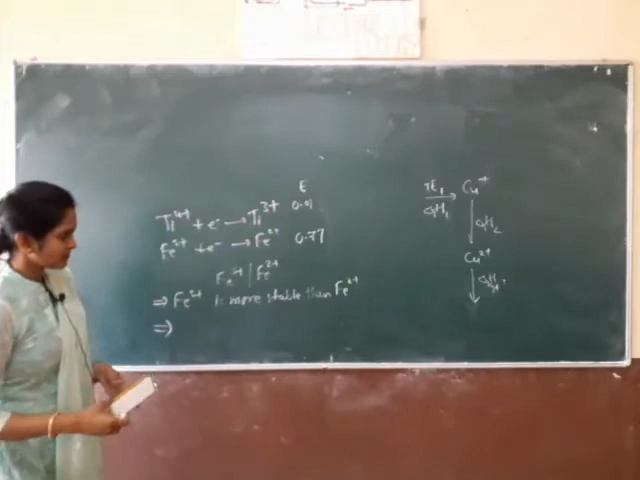 E
Ti⁴⁺ + e⁻ → Ti³⁺ 0.01
Fe³⁺ + e⁻ → Fe²⁺ 0.77
Fe³⁺ | Fe²⁺
⇒ Fe³⁺ is more stable than Fe²⁺
⇒
IE₁
→ Cu⁺
ΔH₁
ΔH₂
Cu²⁺